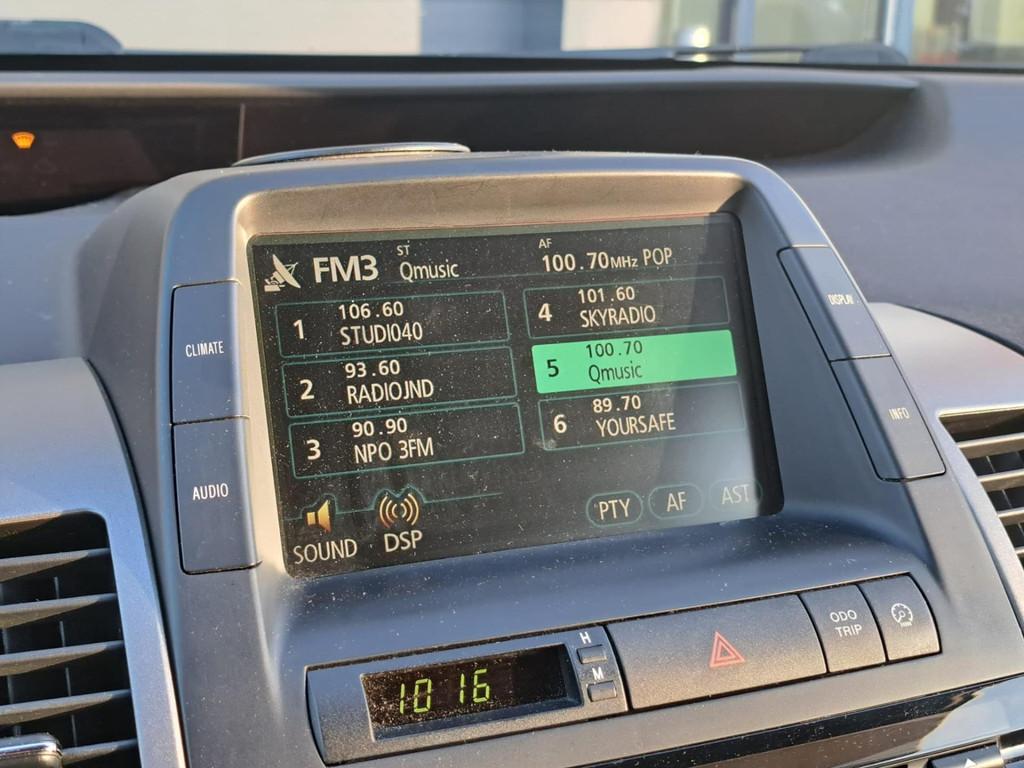 FM3 ST Qmusic AF 100.70MHz POP
1 106.60 STUDIO40
2 93.60 RADIOJND
3 90.90 NPO 3FM
4 101.60 SKYRADIO
5 100.70 Qmusic
6 89.70 YOURSAFE
SOUND DSP PTY AF AST
CLIMATE
AUDIO
DISPLAY
INFO
10 16
H
M
ODO
TRIP